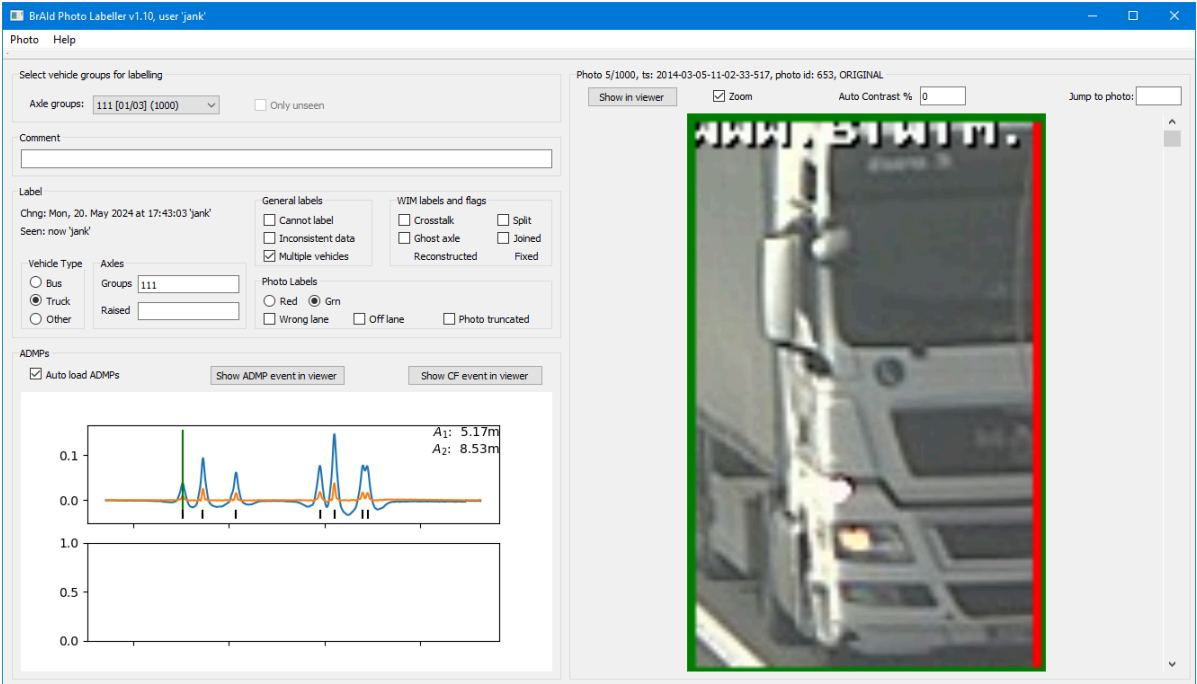 BrAId Photo Labeller v1.10, user 'jank'
Photo Help
Select vehicle groups for labelling
Axle groups: 111 [01/03] (1000) Only unseen
Comment
Label
Chng: Mon, 20. May 2024 at 17:43:03 'jank'
Seen: now 'jank'
Vehicle Type
Bus
Truck
Other
Axles
Groups 111
Raised
General labels
Cannot label
Inconsistent data
Multiple vehicles
WIM labels and flags
Crosstalk Split
Ghost axle Joined
Reconstructed Fixed
Photo Labels
Red Grn
Wrong lane Off lane Photo truncated
ADMPs
Auto load ADMPs Show ADMP event in viewer Show CF event in viewer
A₁: 5.17m
A₂: 8.53m
0.1
0.0
1.0
0.5
0.0
Photo 5/1000, ts: 2014-03-05-11-02-33-517, photo id: 653, ORIGINAL
Show in viewer Zoom Auto Contrast % 0 Jump to photo: